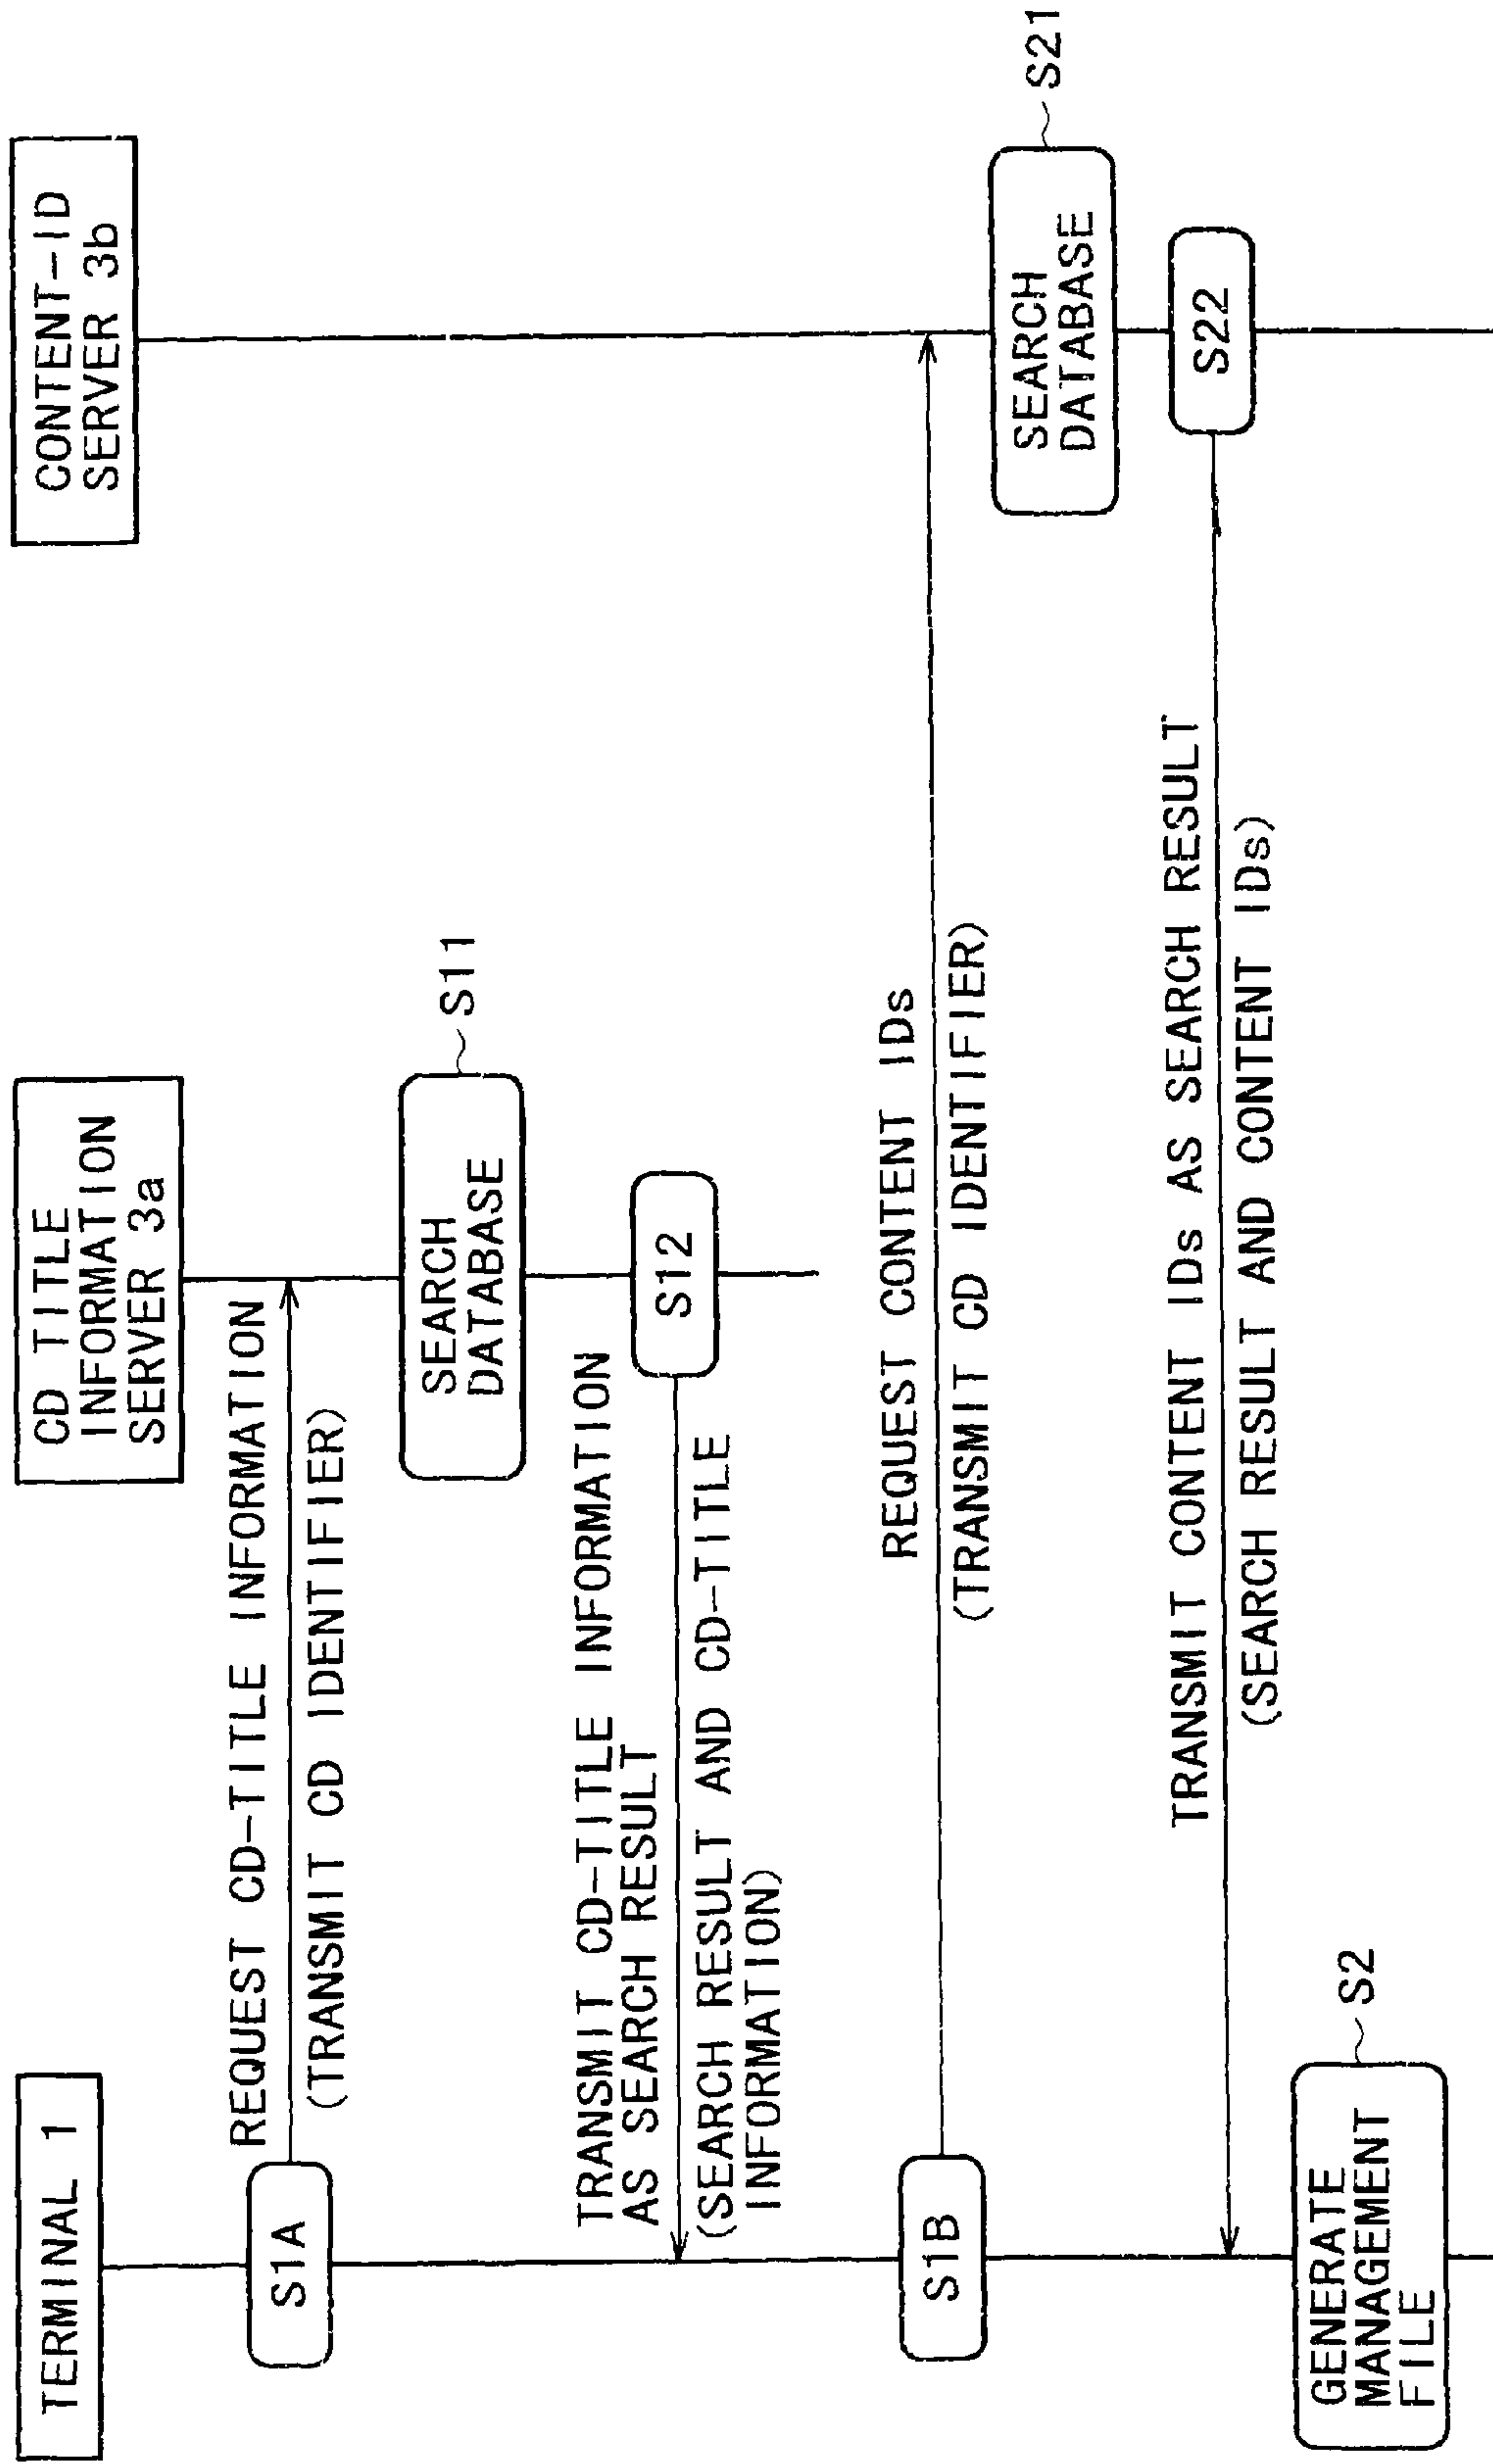 TERMINAL 1
CD TITLE
INFORMATION
SERVER 3a
CONTENT-ID
SERVER 3b
REQUEST CD-TITLE INFORMATION
S1A
(TRANSMIT CD IDENTIFIER)
SEARCH
DATABASE
S11
TRANSMIT CD-TITLE INFORMATION
AS SEARCH RESULT
S12
(SEARCH RESULT AND CD-TITLE
INFORMATION)
REQUEST CONTENT IDs
S1B
(TRANSMIT CD IDENTIFIER)
SEARCH
DATABASE
S21
TRANSMIT CONTENT IDs AS SEARCH RESULT
S22
(SEARCH RESULT AND CONTENT IDs)
GENERATE
MANAGEMENT
FILE
S2